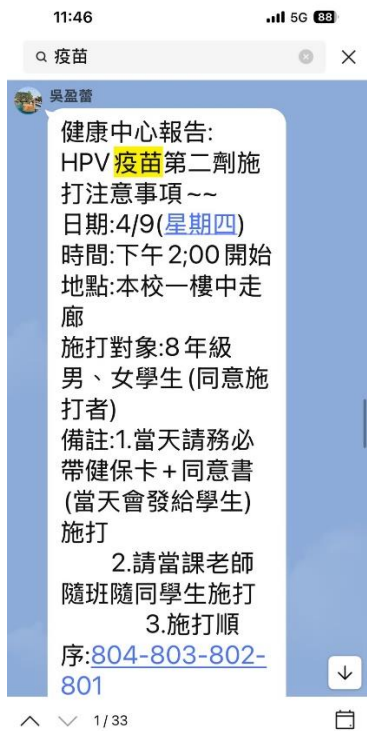 11:46
5G 88
疫苗
吳盈蕾
健康中心報告:
HPV疫苗第二劑施
打注意事項~~
日期:4/9(星期四)
時間:下午2;00開始
地點:本校一樓中走
廊
施打對象:8年級
男、女學生(同意施
打者)
備註:1.當天請務必
帶健保卡+同意書
(當天會發給學生)
施打
2.請當課老師
隨班隨同學生施打
3.施打順
序:804-803-802-
801
1/33